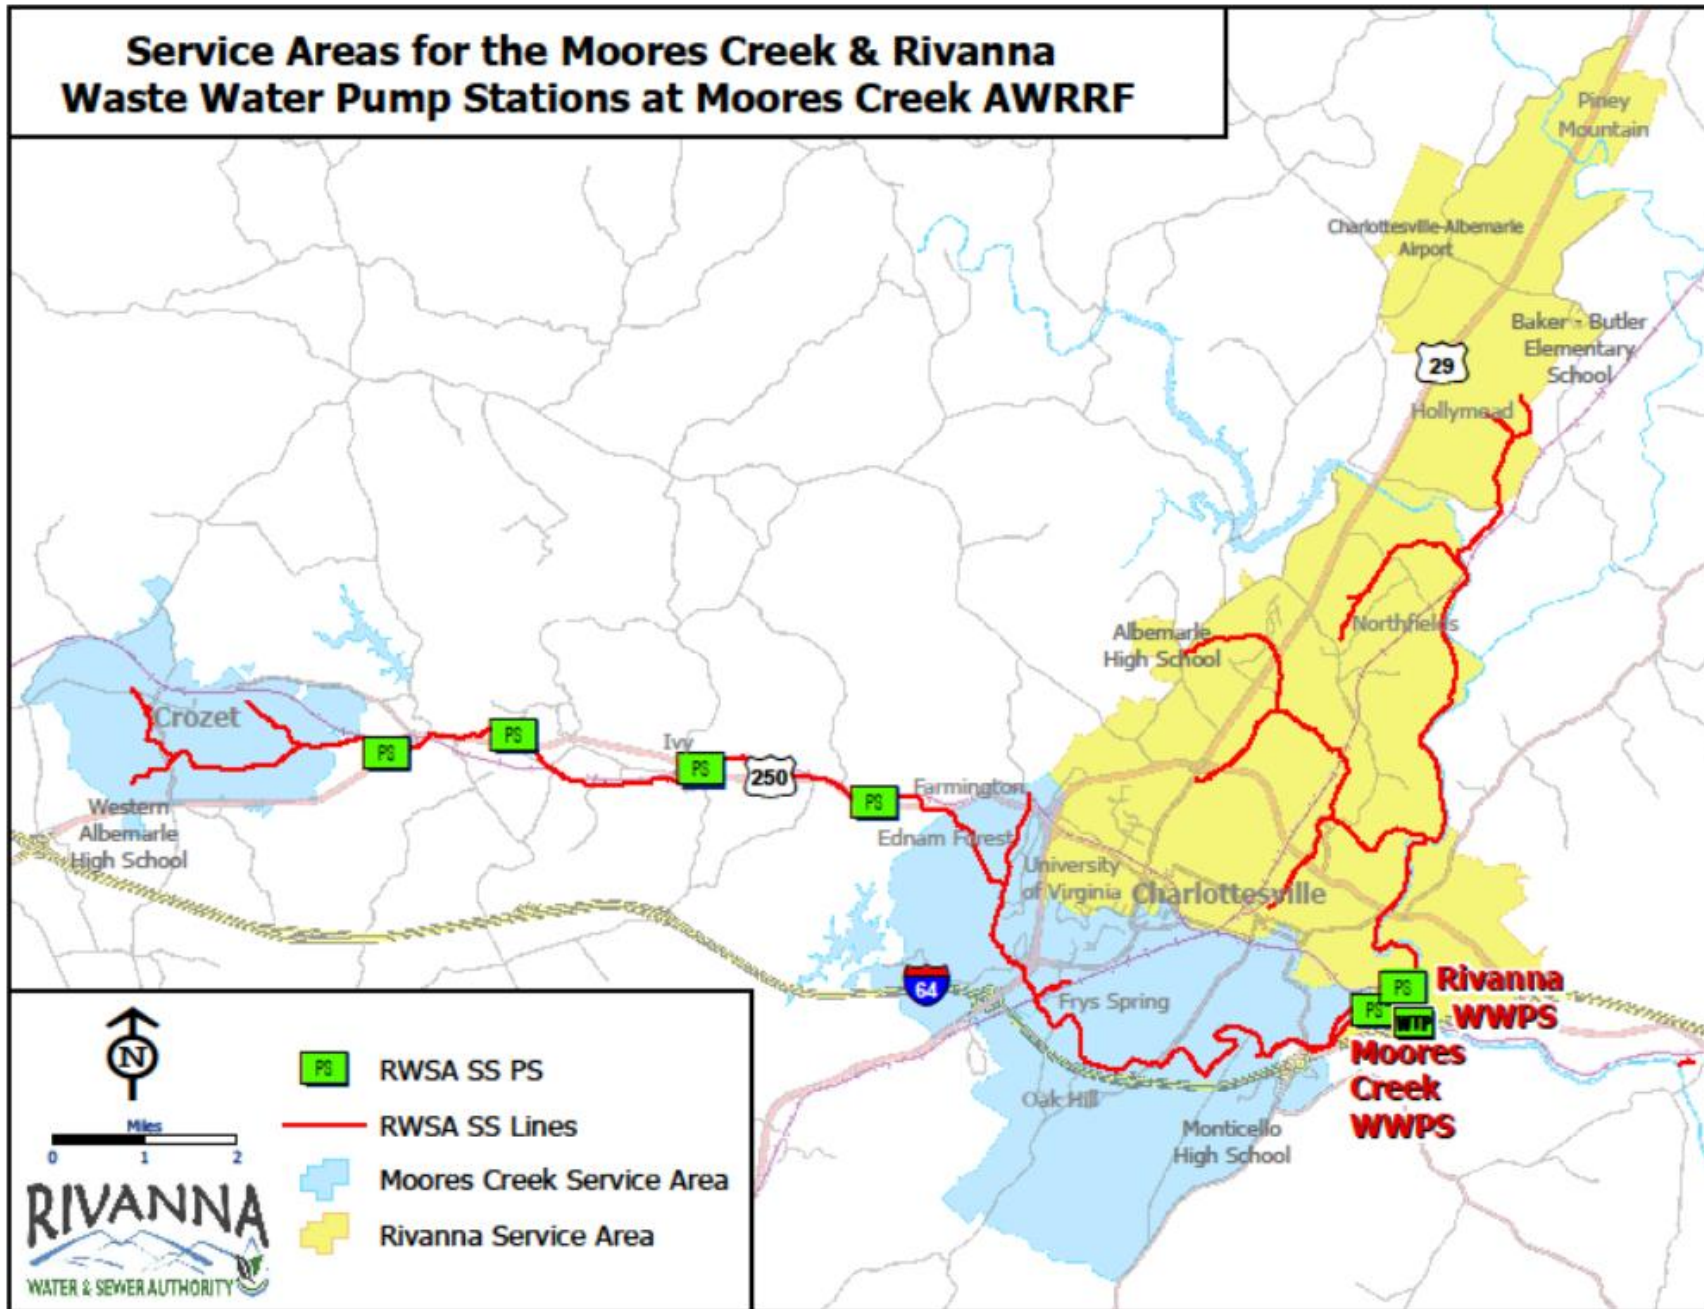 Service Areas for the Moores Creek & Rivanna
Waste Water Pump Stations at Moores Creek AWRRF
Piney
Mountain
Charlottesville-Albemarle
Airport
Baker - Butler
Elementary
School
29
Hollymead
Albemarle
High School
Northfields
Crozet
PS
PS
Ivy
PS
250
PS
Farmington
Ednam Forest
Western
Albemarle
High School
University
of Virginia
Charlottesville
64
Frys Spring
PS
PS
WTP
Rivanna
WWPS
Moores
Creek
WWPS
Oak Hill
Monticello
High School
N
Miles
0 1 2
RIVANNA
WATER & SEWER AUTHORITY
PS RWSA SS PS
RWSA SS Lines
Moores Creek Service Area
Rivanna Service Area